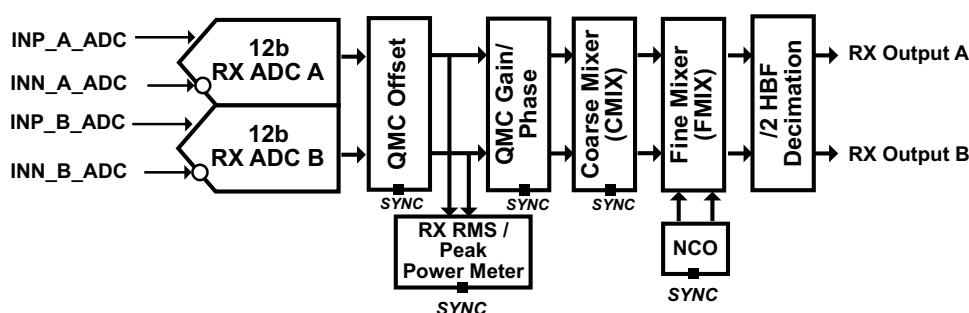 INP_A_ADC
INN_A_ADC
INP_B_ADC
INN_B_ADC
12b
RX ADC A
12b
RX ADC B
QMC Offset
SYNC
RX RMS /
Peak
Power Meter
SYNC
QMC Gain/
Phase
SYNC
Coarse Mixer
(CMIX)
SYNC
Fine Mixer
(FMIX)
NCO
SYNC
/2 HBF
Decimation
RX Output A
RX Output B